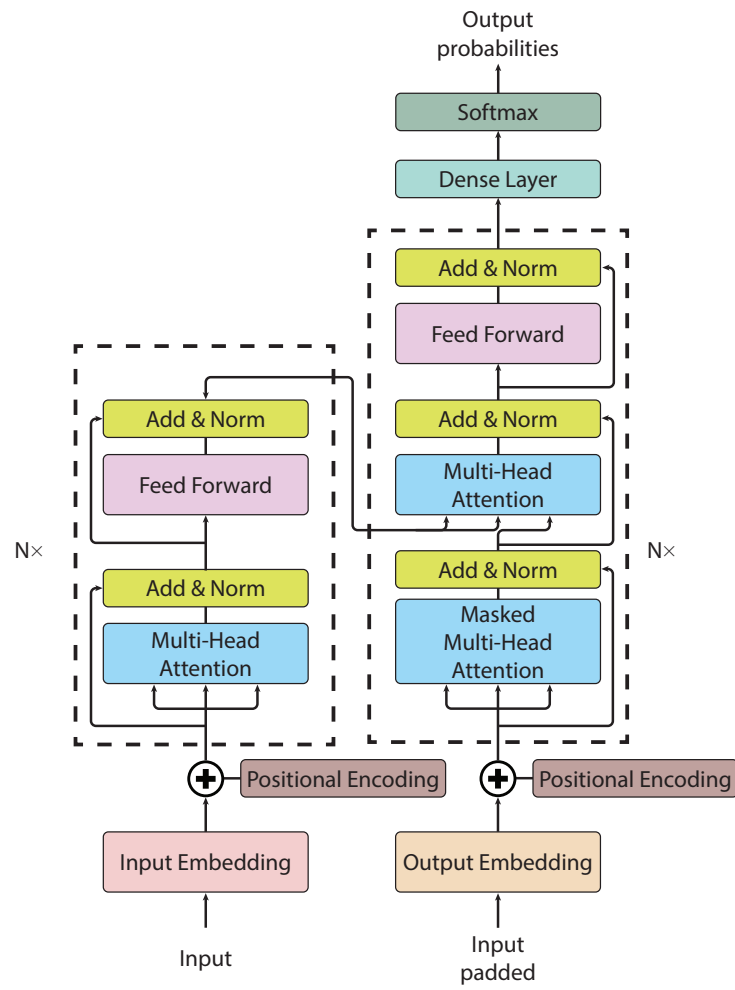 Output
probabilities
Softmax
Dense Layer
Add & Norm
Feed Forward
Add & Norm
Multi-Head
Attention
Add & Norm
Masked
Multi-Head
Attention
N×
Positional Encoding
Output Embedding
Input
padded
Add & Norm
Feed Forward
N×
Add & Norm
Multi-Head
Attention
Positional Encoding
Input Embedding
Input